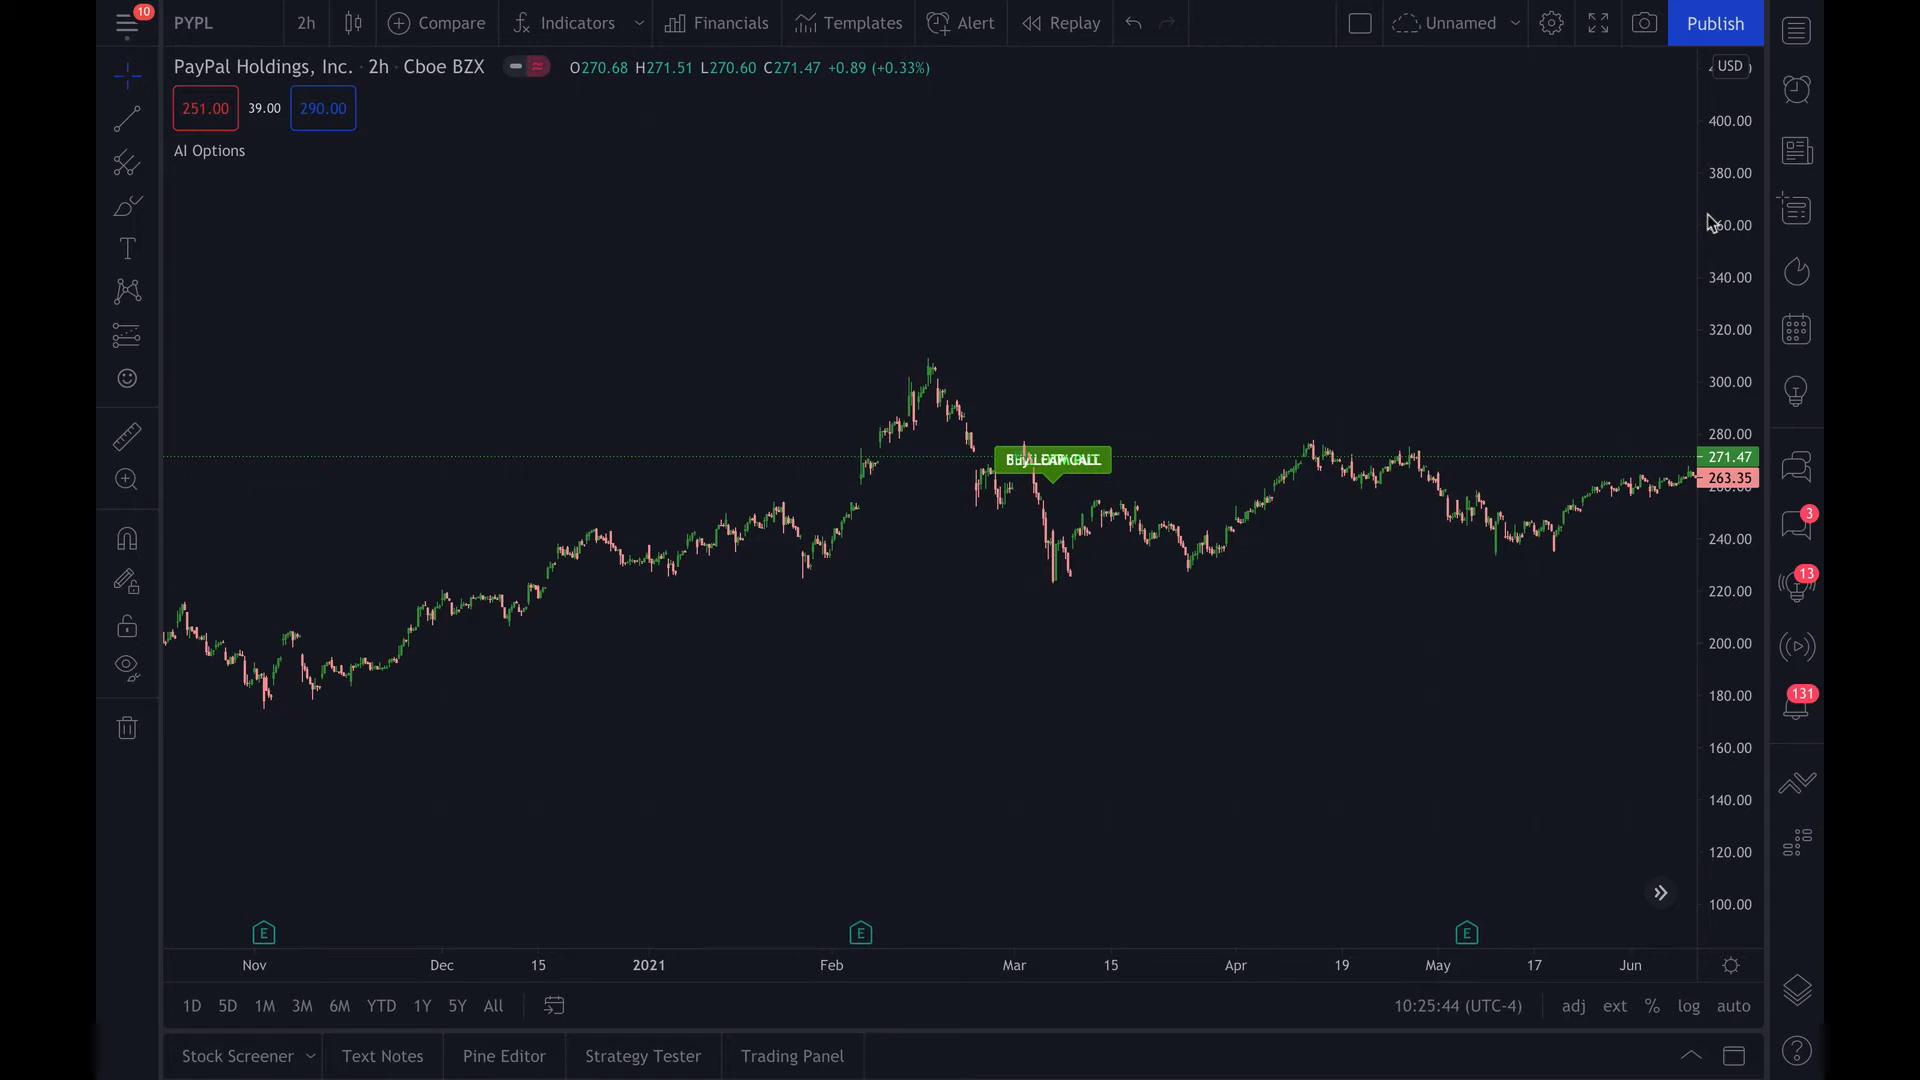 10
PYPL
2h
Compare
Indicators
Financials
Templates
Alert
Replay
Unnamed
Publish
PayPal Holdings, Inc. · 2h · Cboe BZX
O270.68 H271.51 L270.60 C271.47 +0.89 (+0.33%)
USD
251.00
39.00
290.00
AI Options
400.00
380.00
340.00
320.00
300.00
280.00
271.47
263.35
240.00
220.00
200.00
180.00
160.00
140.00
120.00
100.00
3
13
131
E
E
E
Nov
Dec
15
2021
Feb
Mar
15
Apr
19
May
17
Jun
1D
5D
1M
3M
6M
YTD
1Y
5Y
All
10:25:44 (UTC-4)
adj
ext
%
log
auto
Stock Screener
Text Notes
Pine Editor
Strategy Tester
Trading Panel